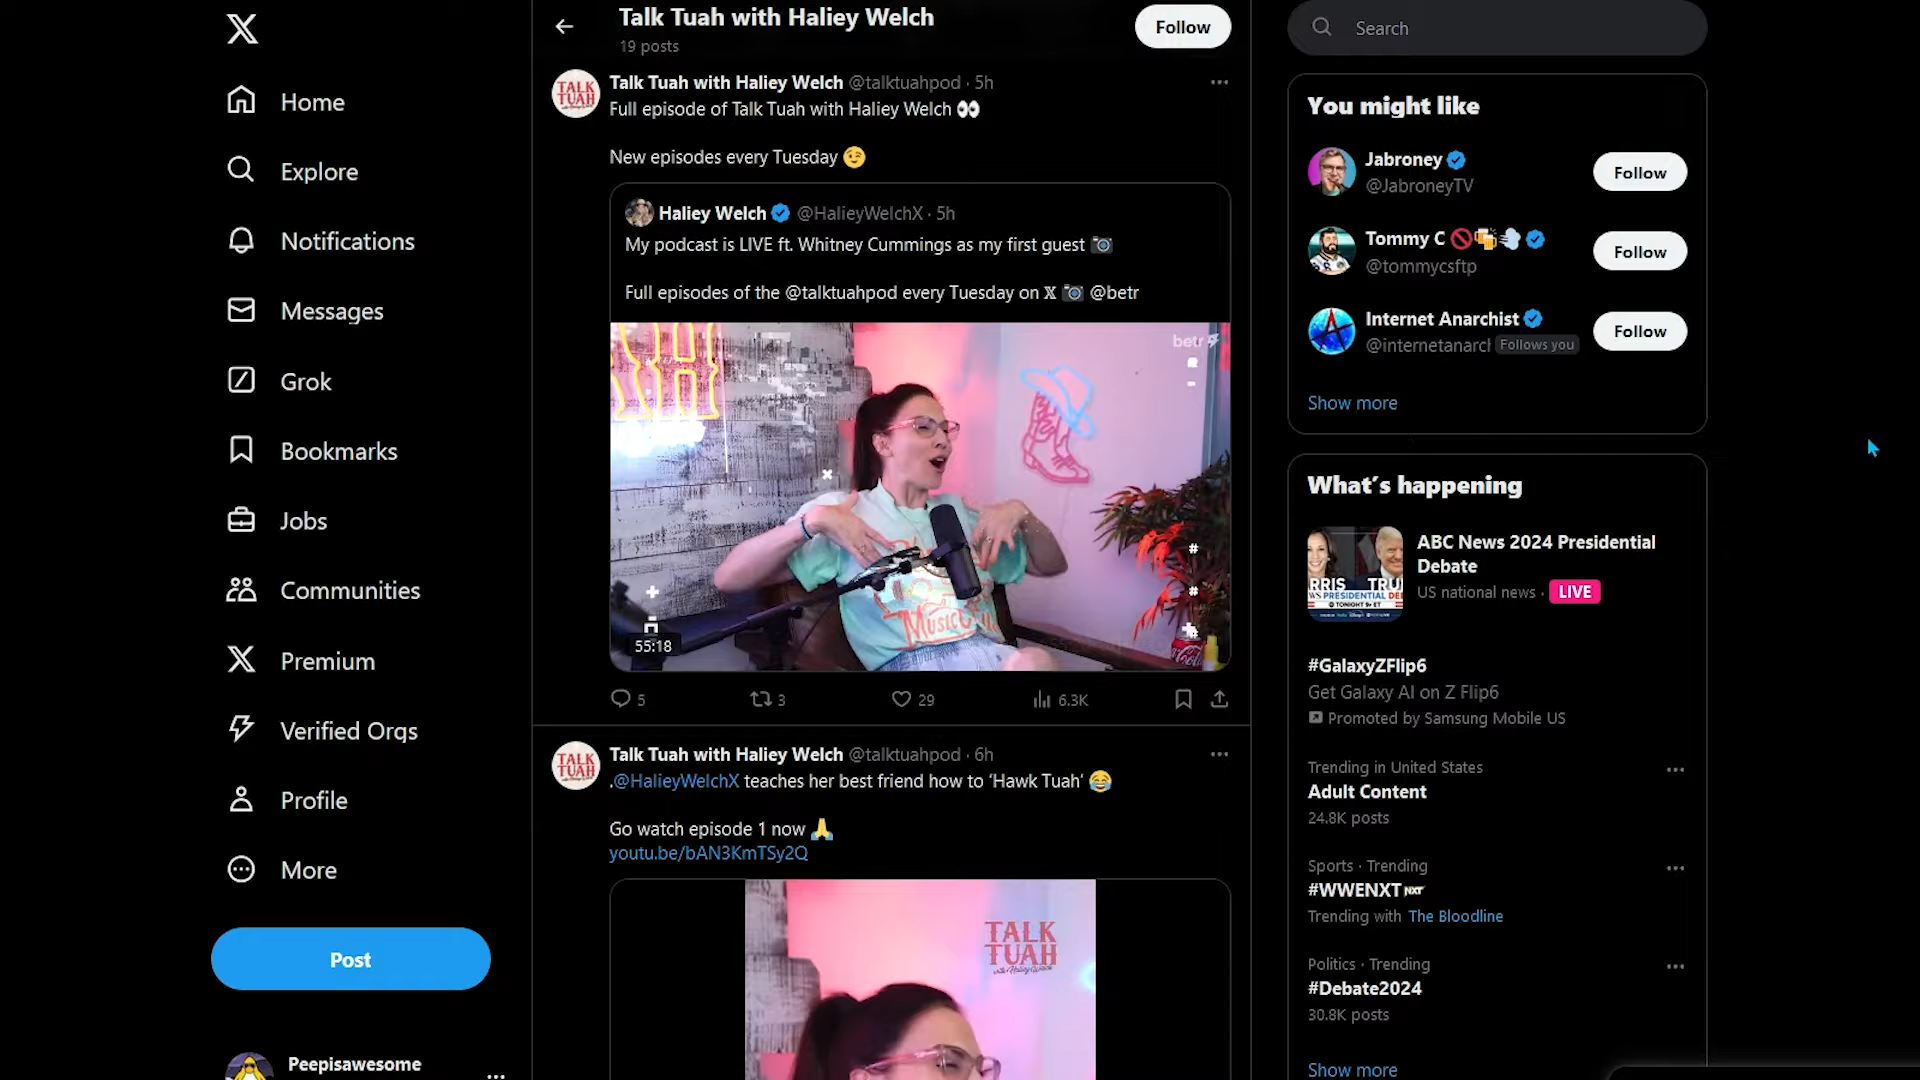 Home
Explore
Notifications
Messages
Grok
Bookmarks
Jobs
Communities
Premium
Verified Orgs
Profile
More
Post
Peepisawesome
Talk Tuah with Haliey Welch
19 posts
Follow
TALK TUAH
Talk Tuah with Haliey Welch @talktuahpod · 5h
Full episode of Talk Tuah with Haliey Welch 👀
New episodes every Tuesday 😉
Haliey Welch @HalieyWelchX · 5h
My podcast is LIVE ft. Whitney Cummings as my first guest 📷
Full episodes of the @talktuahpod every Tuesday on 𝕏 📷 @betr
betr
55:18
5
3
29
6.3K
TALK TUAH
Talk Tuah with Haliey Welch @talktuahpod · 6h
.@HalieyWelchX teaches her best friend how to ‘Hawk Tuah’ 😂
Go watch episode 1 now 🙏
youtu.be/bAN3KmTSy2Q
TALK
TUAH
with Haliey Welch
Search
You might like
Jabroney
@JabroneyTV
Follow
Tommy C 🚫🍻💨
@tommycsftp
Follow
Internet Anarchist
@internetanarcl Follows you
Follow
Show more
What’s happening
ABC News 2024 Presidential
Debate
US national news · LIVE
#GalaxyZFlip6
Get Galaxy AI on Z Flip6
Promoted by Samsung Mobile US
Trending in United States
Adult Content
24.8K posts
Sports · Trending
#WWENXT
Trending with The Bloodline
Politics · Trending
#Debate2024
30.8K posts
Show more